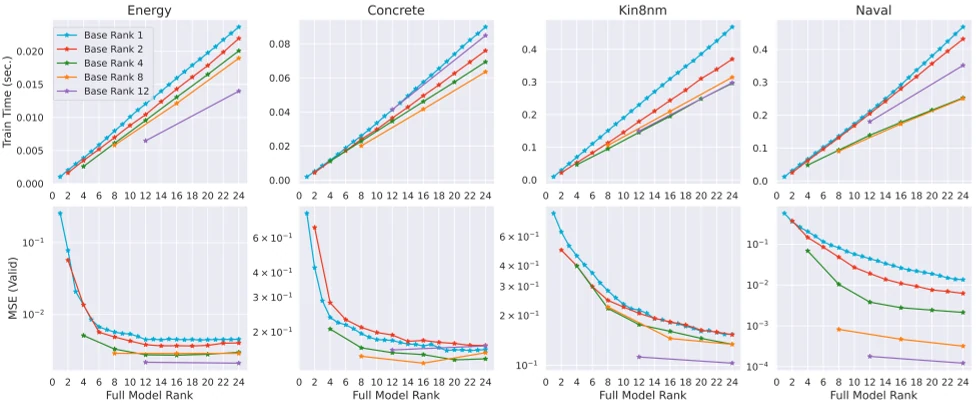 Energy
Concrete
Kin8nm
Naval
Train Time (sec.)
0.020
0.015
0.010
0.005
0.000
Base Rank 1
Base Rank 2
Base Rank 4
Base Rank 8
Base Rank 12
0.08
0.06
0.04
0.02
0.00
0.4
0.3
0.2
0.1
0.0
0.4
0.3
0.2
0.1
0.0
0 2 4 6 8 10 12 14 16 18 20 22 24
0 2 4 6 8 10 12 14 16 18 20 22 24
0 2 4 6 8 10 12 14 16 18 20 22 24
0 2 4 6 8 10 12 14 16 18 20 22 24
MSE (Valid)
10⁻¹
10⁻²
6 × 10⁻¹
4 × 10⁻¹
3 × 10⁻¹
2 × 10⁻¹
6 × 10⁻¹
4 × 10⁻¹
3 × 10⁻¹
2 × 10⁻¹
10⁻¹
10⁻¹
10⁻²
10⁻³
10⁻⁴
0 2 4 6 8 10 12 14 16 18 20 22 24
0 2 4 6 8 10 12 14 16 18 20 22 24
0 2 4 6 8 10 12 14 16 18 20 22 24
0 2 4 6 8 10 12 14 16 18 20 22 24
Full Model Rank
Full Model Rank
Full Model Rank
Full Model Rank